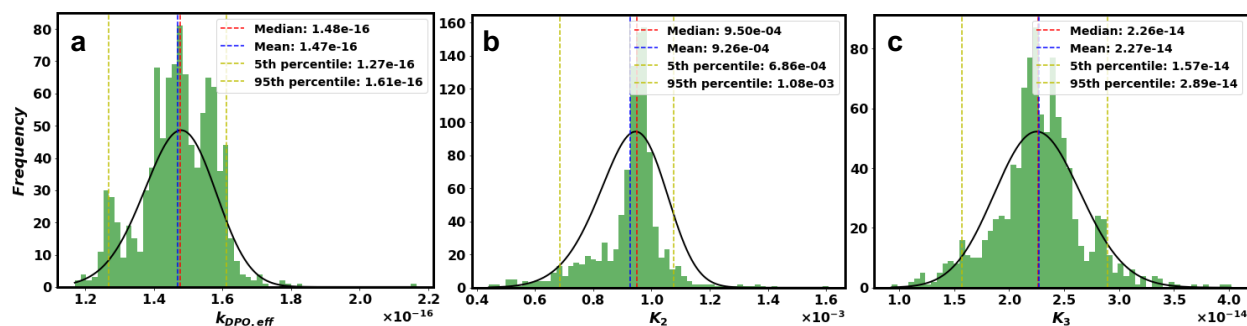 a
Median: 1.48e-16
Mean: 1.47e-16
5th percentile: 1.27e-16
95th percentile: 1.61e-16
Frequency
80
70
60
50
40
30
20
10
0
1.2
1.4
1.6
1.8
2.0
2.2
k_{DPO,eff}
×10⁻¹⁶
b
Median: 9.50e-04
Mean: 9.26e-04
5th percentile: 6.86e-04
95th percentile: 1.08e-03
160
140
120
100
80
60
40
20
0
0.4
0.6
0.8
1.0
1.2
1.4
1.6
K₂
×10⁻³
c
Median: 2.26e-14
Mean: 2.27e-14
5th percentile: 1.57e-14
95th percentile: 2.89e-14
80
60
40
20
0
1.0
1.5
2.0
2.5
3.0
3.5
4.0
K₃
×10⁻¹⁴